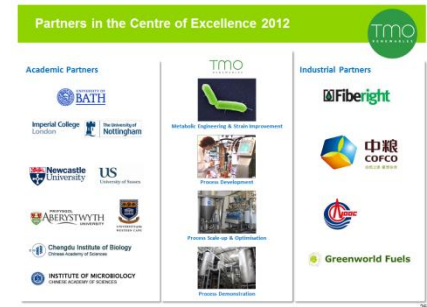 Partners in the Centre of Excellence 2012
TMO
RENEWABLES
Academic Partners
UNIVERSITY OF
BATH
Imperial College
London
The University of
Nottingham
Newcastle
University
US
University of Sussex
PRIFYSGOL
ABERYSTWYTH
UNIVERSITY
Chengdu Institute of Biology
Chinese Academy of Sciences
INSTITUTE OF MICROBIOLOGY
CHINESE ACADEMY OF SCIENCES
TMO
RENEWABLES
Metabolic Engineering & Strain Improvement
Process Development
Process Scale-up & Optimisation
Process Demonstration
Industrial Partners
Fiberight
中粮
COFCO
Greenworld Fuels